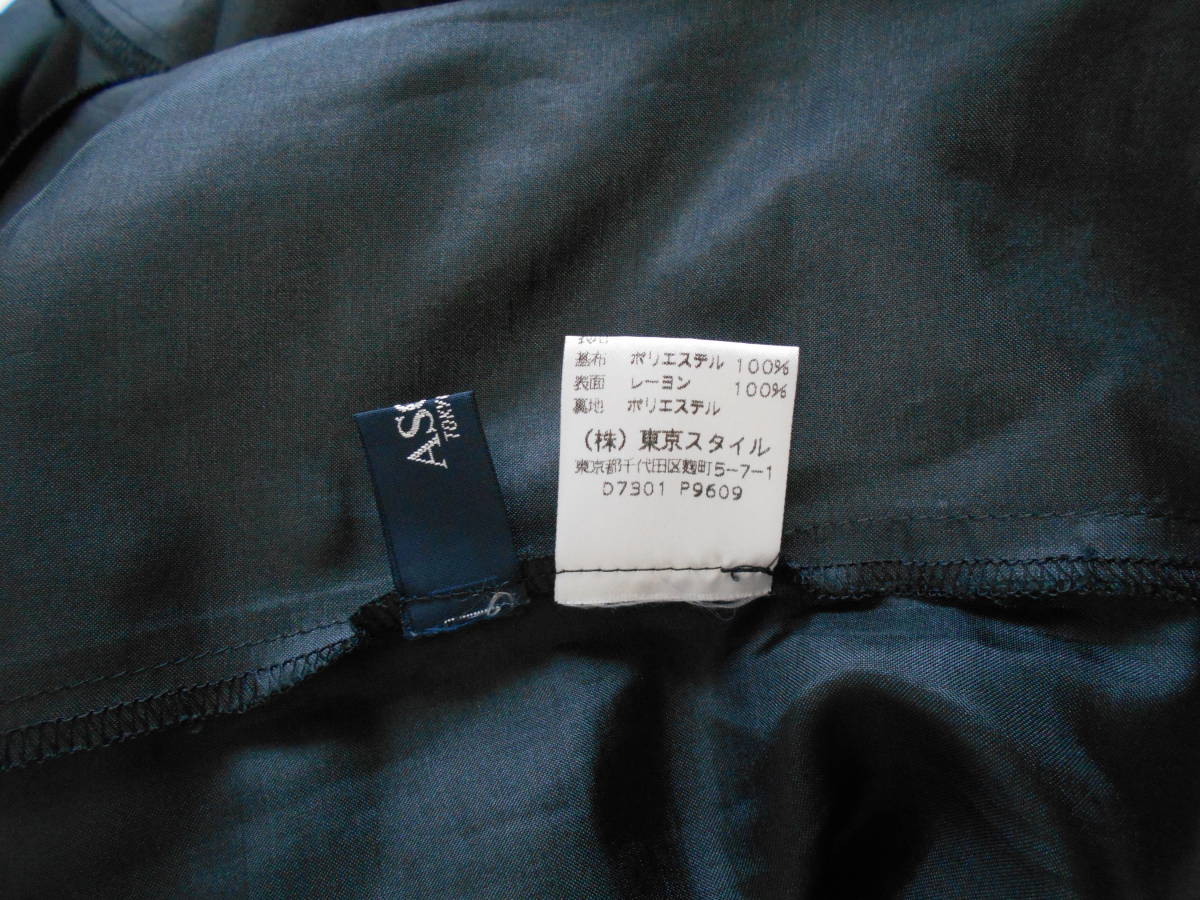 基布 ポリエステル 100%
表面 レーヨン 100%
裏地 ポリエステル
(株) 東京スタイル
東京都千代田区麹町5-7-1
D7301 P9609